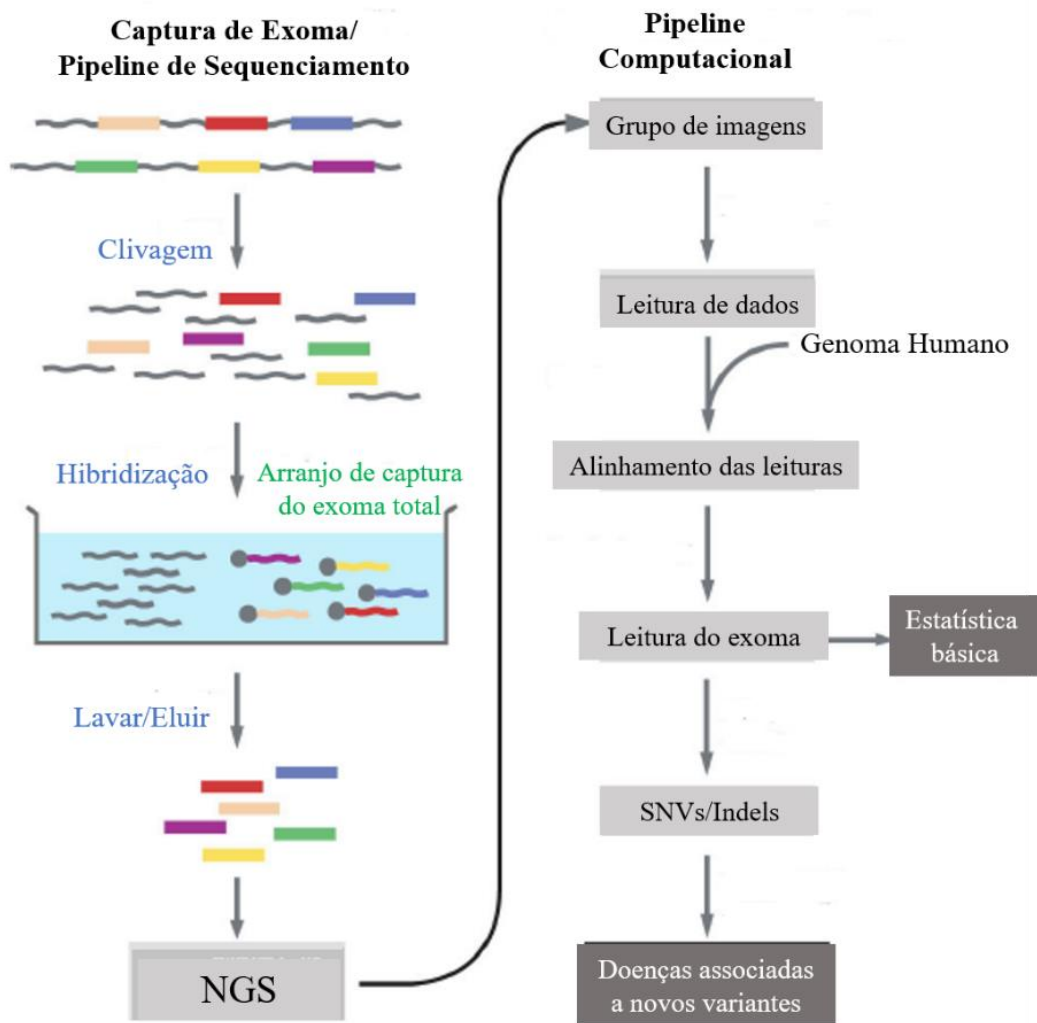 Captura de Exoma/
Pipeline de Sequenciamento
Clivagem
Hibridização
Arranjo de captura
do exoma total
Lavar/Eluir
NGS
Pipeline
Computacional
Grupo de imagens
Leitura de dados
Genoma Humano
Alinhamento das leituras
Leitura do exoma
Estatística
básica
SNVs/Indels
Doenças associadas
a novos variantes